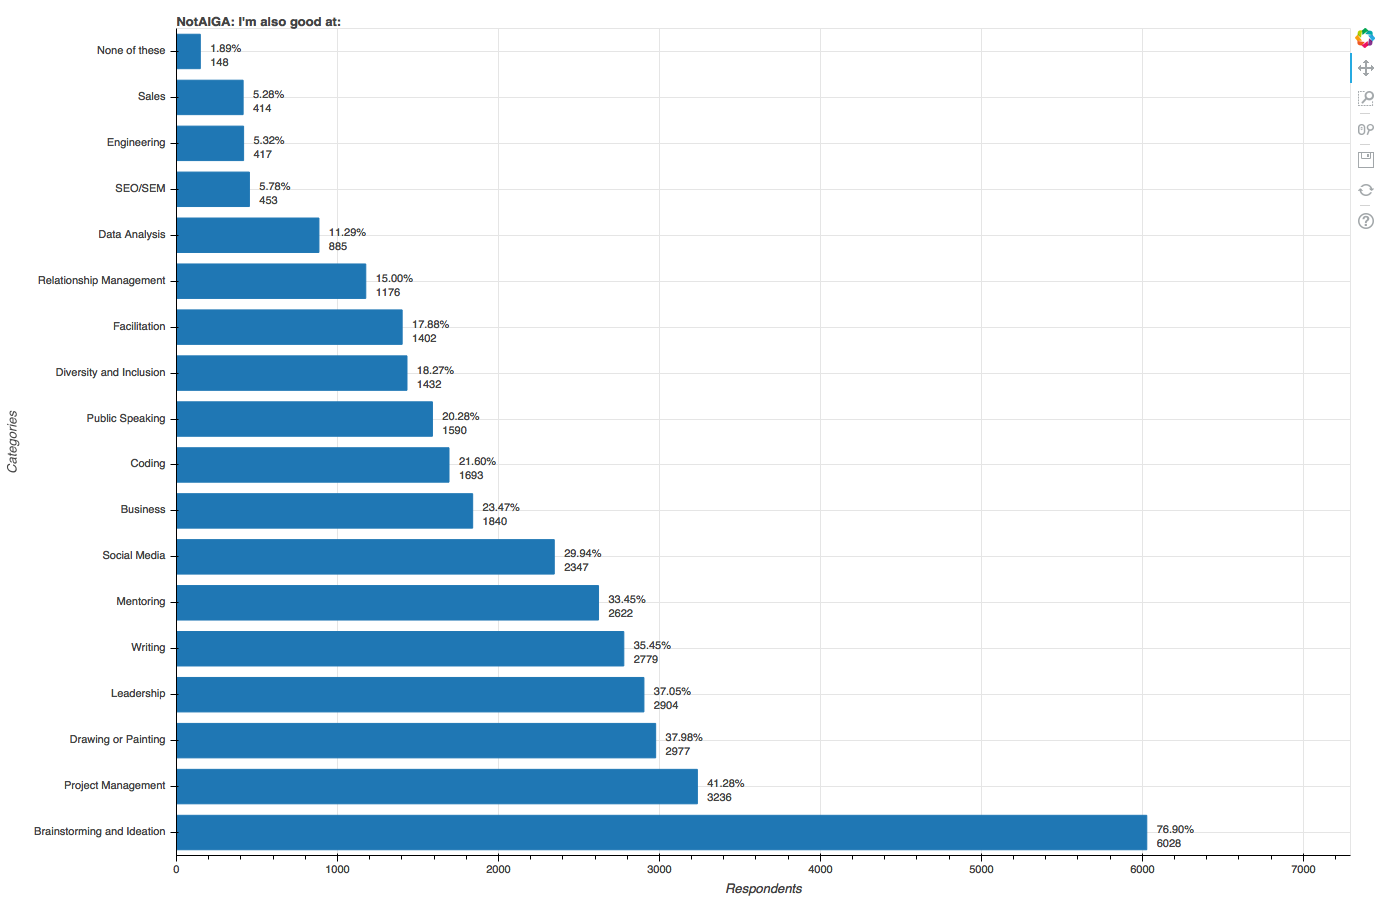 NotAIGA: I'm also good at:
None of these
1.89%
148
Sales
5.28%
414
Engineering
5.32%
417
SEO/SEM
5.78%
453
Data Analysis
11.29%
885
Relationship Management
15.00%
1176
Facilitation
17.88%
1402
Diversity and Inclusion
18.27%
1432
Public Speaking
20.28%
1590
Coding
21.60%
1693
Business
23.47%
1840
Social Media
29.94%
2347
Mentoring
33.45%
2622
Writing
35.45%
2779
Leadership
37.05%
2904
Drawing or Painting
37.98%
2977
Project Management
41.28%
3236
Brainstorming and Ideation
76.90%
6028
Categories
0 1000 2000 3000 4000 5000 6000 7000
Respondents